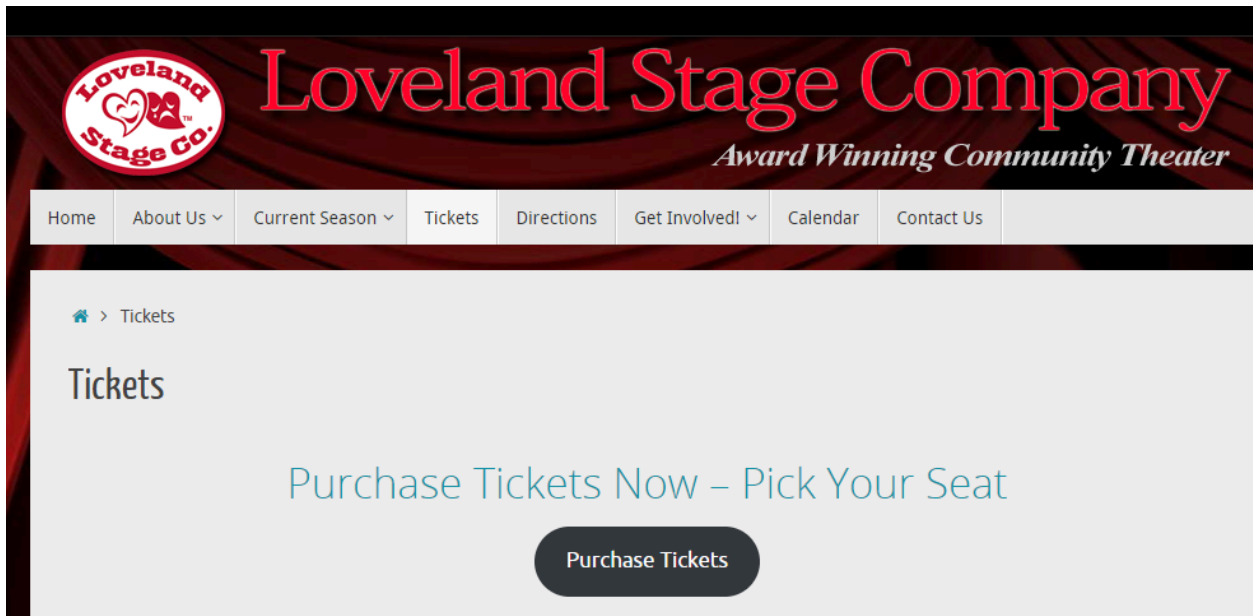 Loveland
Stage Co.
TM
Loveland Stage Company
Award Winning Community Theater
Home About Us Current Season Tickets Directions Get Involved! Calendar Contact Us
> Tickets
Tickets
Purchase Tickets Now – Pick Your Seat
Purchase Tickets